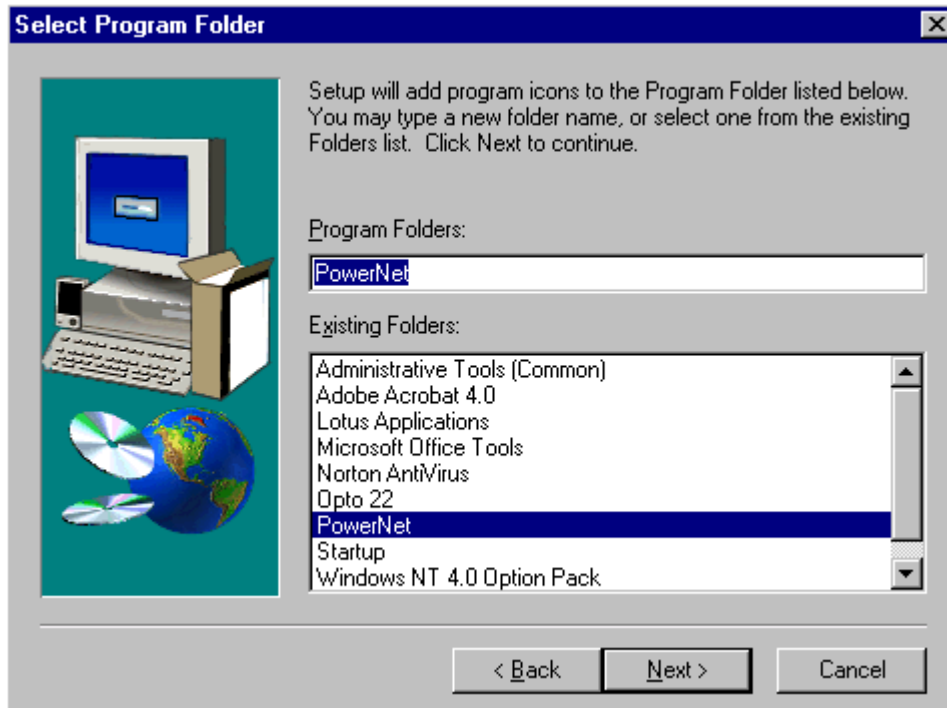 Select Program Folder
Setup will add program icons to the Program Folder listed below.
You may type a new folder name, or select one from the existing
Folders list.  Click Next to continue.
Program Folders:
PowerNet
Existing Folders:
Administrative Tools (Common)
Adobe Acrobat 4.0
Lotus Applications
Microsoft Office Tools
Norton AntiVirus
Opto 22
PowerNet
Startup
Windows NT 4.0 Option Pack
< Back
Next >
Cancel